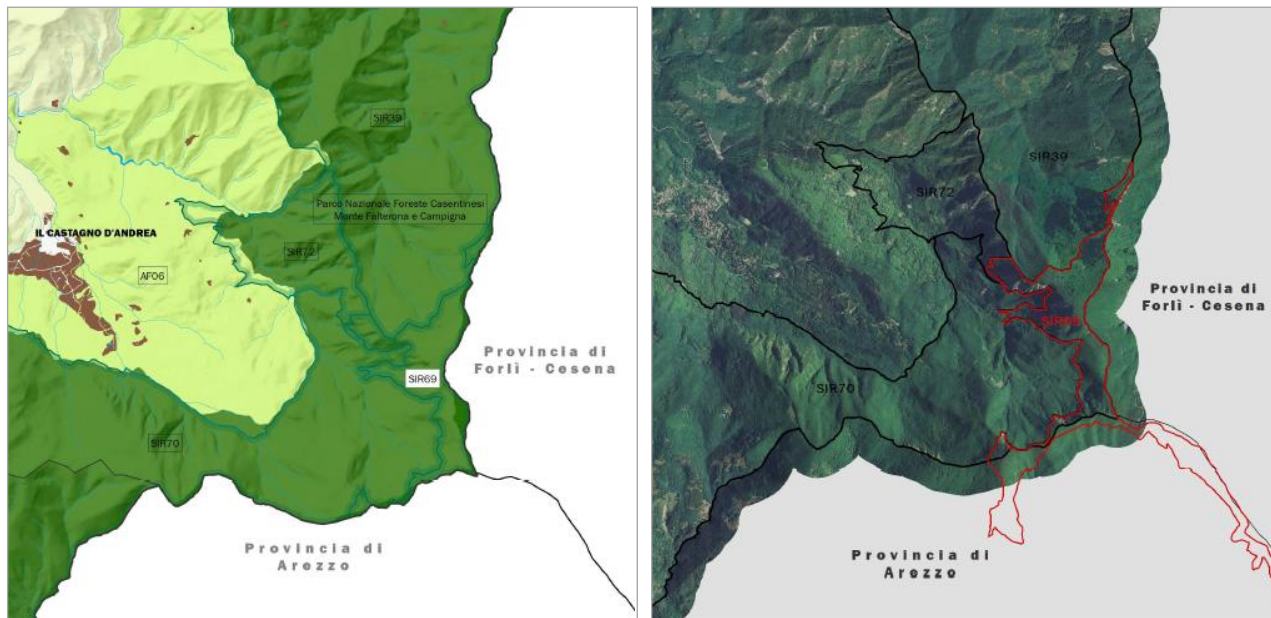 SIR39
Parco Nazionale Foreste Casentinesi
Monte Falterona e Campigna
IL CASTAGNO D'ANDREA
SIR72
AF06
Provincia di
Forlì - Cesena
SIR69
SIR70
Provincia di
Arezzo
SIR39
SIR72
Provincia di
Forlì - Cesena
SIR69
SIR70
Provincia di
Arezzo